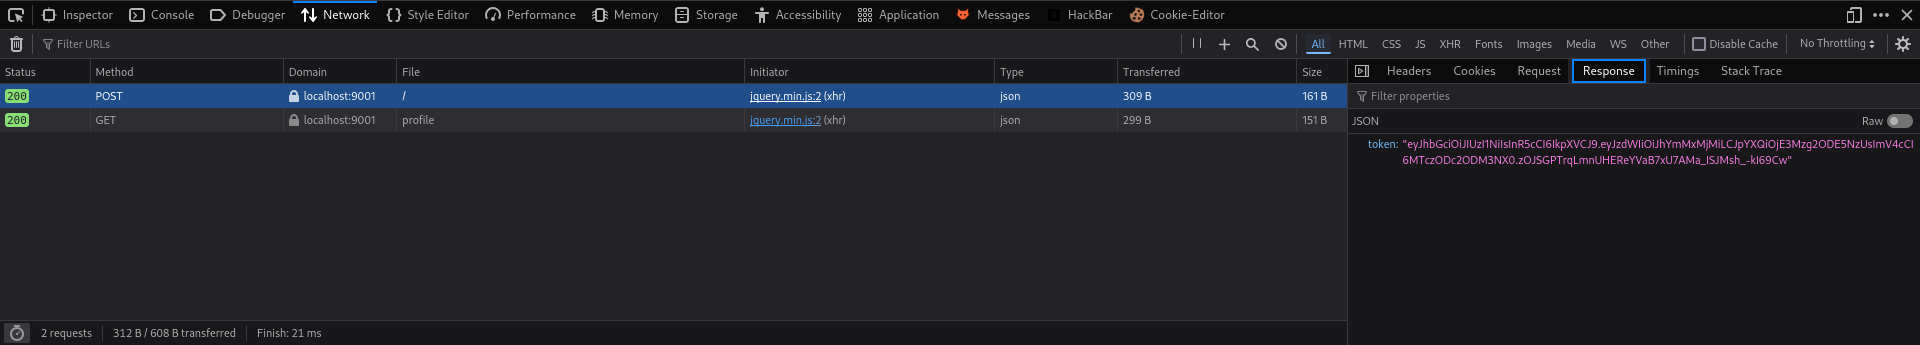 Inspector Console Debugger Network Style Editor Performance Memory Storage Accessibility Application Messages HackBar Cookie-Editor
Filter URLs All HTML CSS JS XHR Fonts Images Media WS Other Disable Cache No Throttling
Status Method Domain File Initiator Type Transferred Size
Headers Cookies Request Response Timings Stack Trace
200 POST localhost:9001 / jquery.min.js:2 (xhr) json 309 B 161 B
Filter properties
200 GET localhost:9001 profile jquery.min.js:2 (xhr) json 299 B 151 B
JSON Raw
token: "eyJhbGciOiJIUzI1NiIsInR5cCI6IkpXVCJ9.eyJzdWIiOiJhYmMxMjMiLCJpYXQiOjE3Mzg2ODE5NzUsImV4cCI
6MTczODc2ODM3NX0.zOJSGPTrqLmnUHEReYVaB7xU7AMa_ISJMsh_-kI69Cw"
2 requests 312 B / 608 B transferred Finish: 21 ms